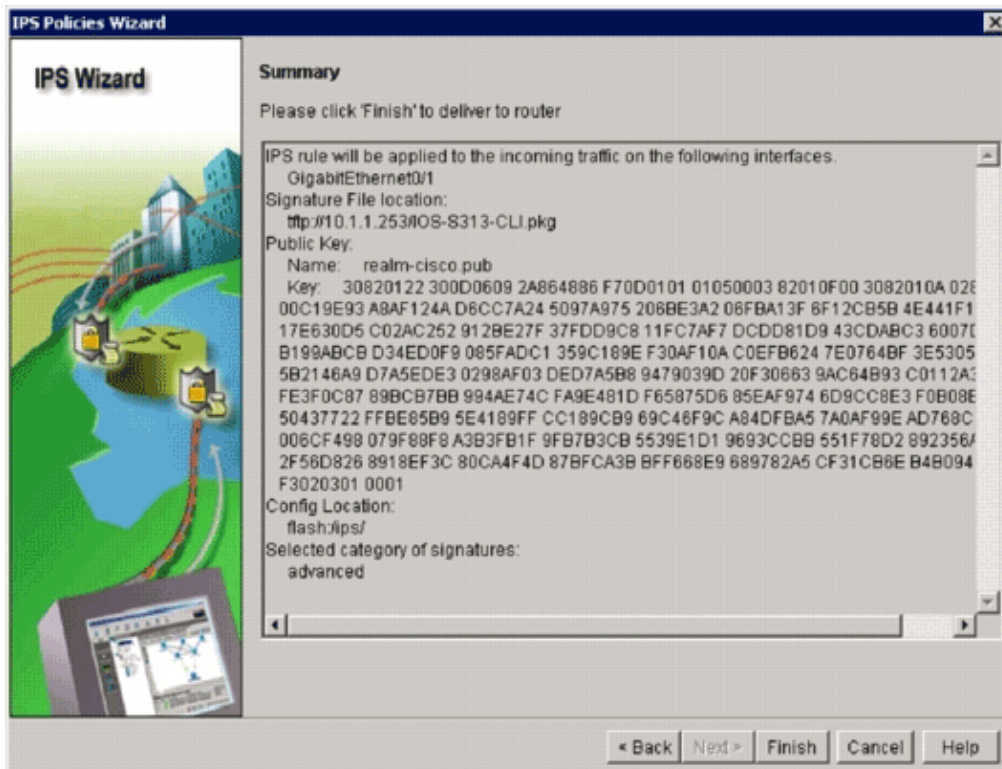 IPS Policies Wizard
IPS Wizard
Summary
Please click 'Finish' to deliver to router
IPS rule will be applied to the incoming traffic on the following interfaces.
GigabitEthernet0/1
Signature File location:
tftp://10.1.1.253/IOS-S313-CLI.pkg
Public Key:
Name: realm-cisco.pub
Key: 30820122 300D0609 2A864886 F70D0101 01050003 82010F00 3082010A 028
00C19E93 A8AF124A D6CC7A24 5097A975 206BE3A2 06FBA13F 6F12CB5B 4E441F1
17E630D5 C02AC252 912BE27F 37FDD9C8 11FC7AF7 DCDD81D9 43CDABC3 6007D
B199ABCB D34ED0F9 085FADC1 359C189E F30AF10A C0EFB624 7E0764BF 3E5305
5B2146A9 D7A5EDE3 0298AF03 DED7A5B8 9479039D 20F30663 9AC64B93 C0112A3
FE3F0C87 89BCB7BB 994AE74C FA9E481D F65875D6 85EAF974 6D9CC8E3 F0B08E
50437722 FFBE85B9 5E4189FF CC189CB9 69C46F9C A84DFBA5 7A0AF99E AD768C
006CF498 079F88F8 A3B3FB1F 9FB7B3CB 5539E1D1 9693CCBB 551F78D2 892356
2F56D826 8918EF3C 80CA4F4D 87BFCA3B BFF668E9 689782A5 CF31CB6E B4B094
F3020301 0001
Config Location:
flash:/ips/
Selected category of signatures:
advanced
< Back
Next >
Finish
Cancel
Help